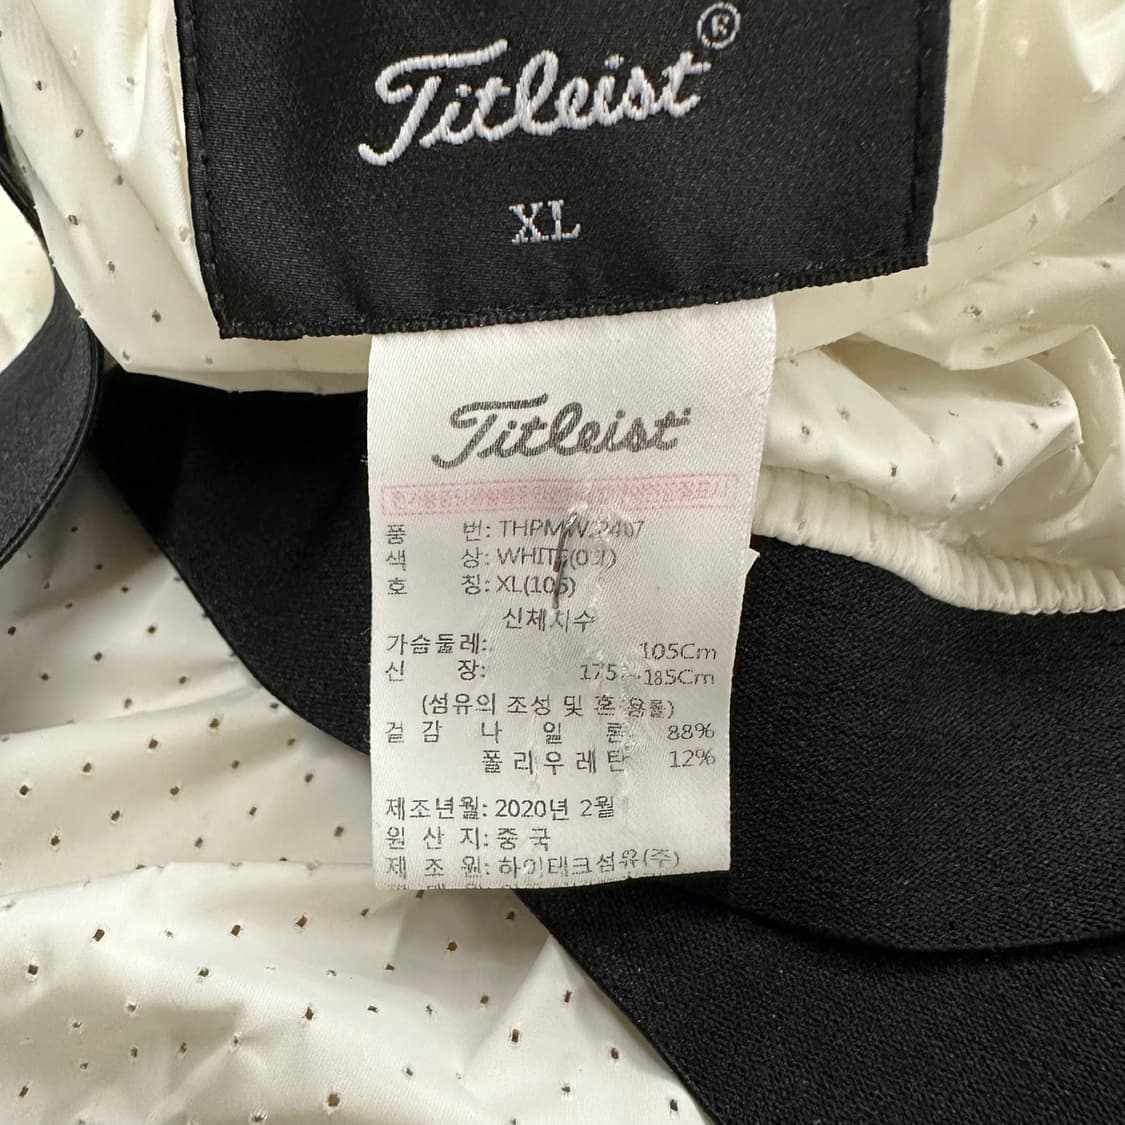 Titleist®
XL
Titleist
품 번: THPMW
색 상: WHITE(01)
호 칭: XL(105)
신체치수
가슴둘레: 105Cm
신 장: 175~185Cm
(섬유의 조성 및 혼용률)
겉감 나일론 88%
폴리우레탄 12%
제조년월: 2020년 2월
원산지: 중국
제조원: 하이테크섬유(주)